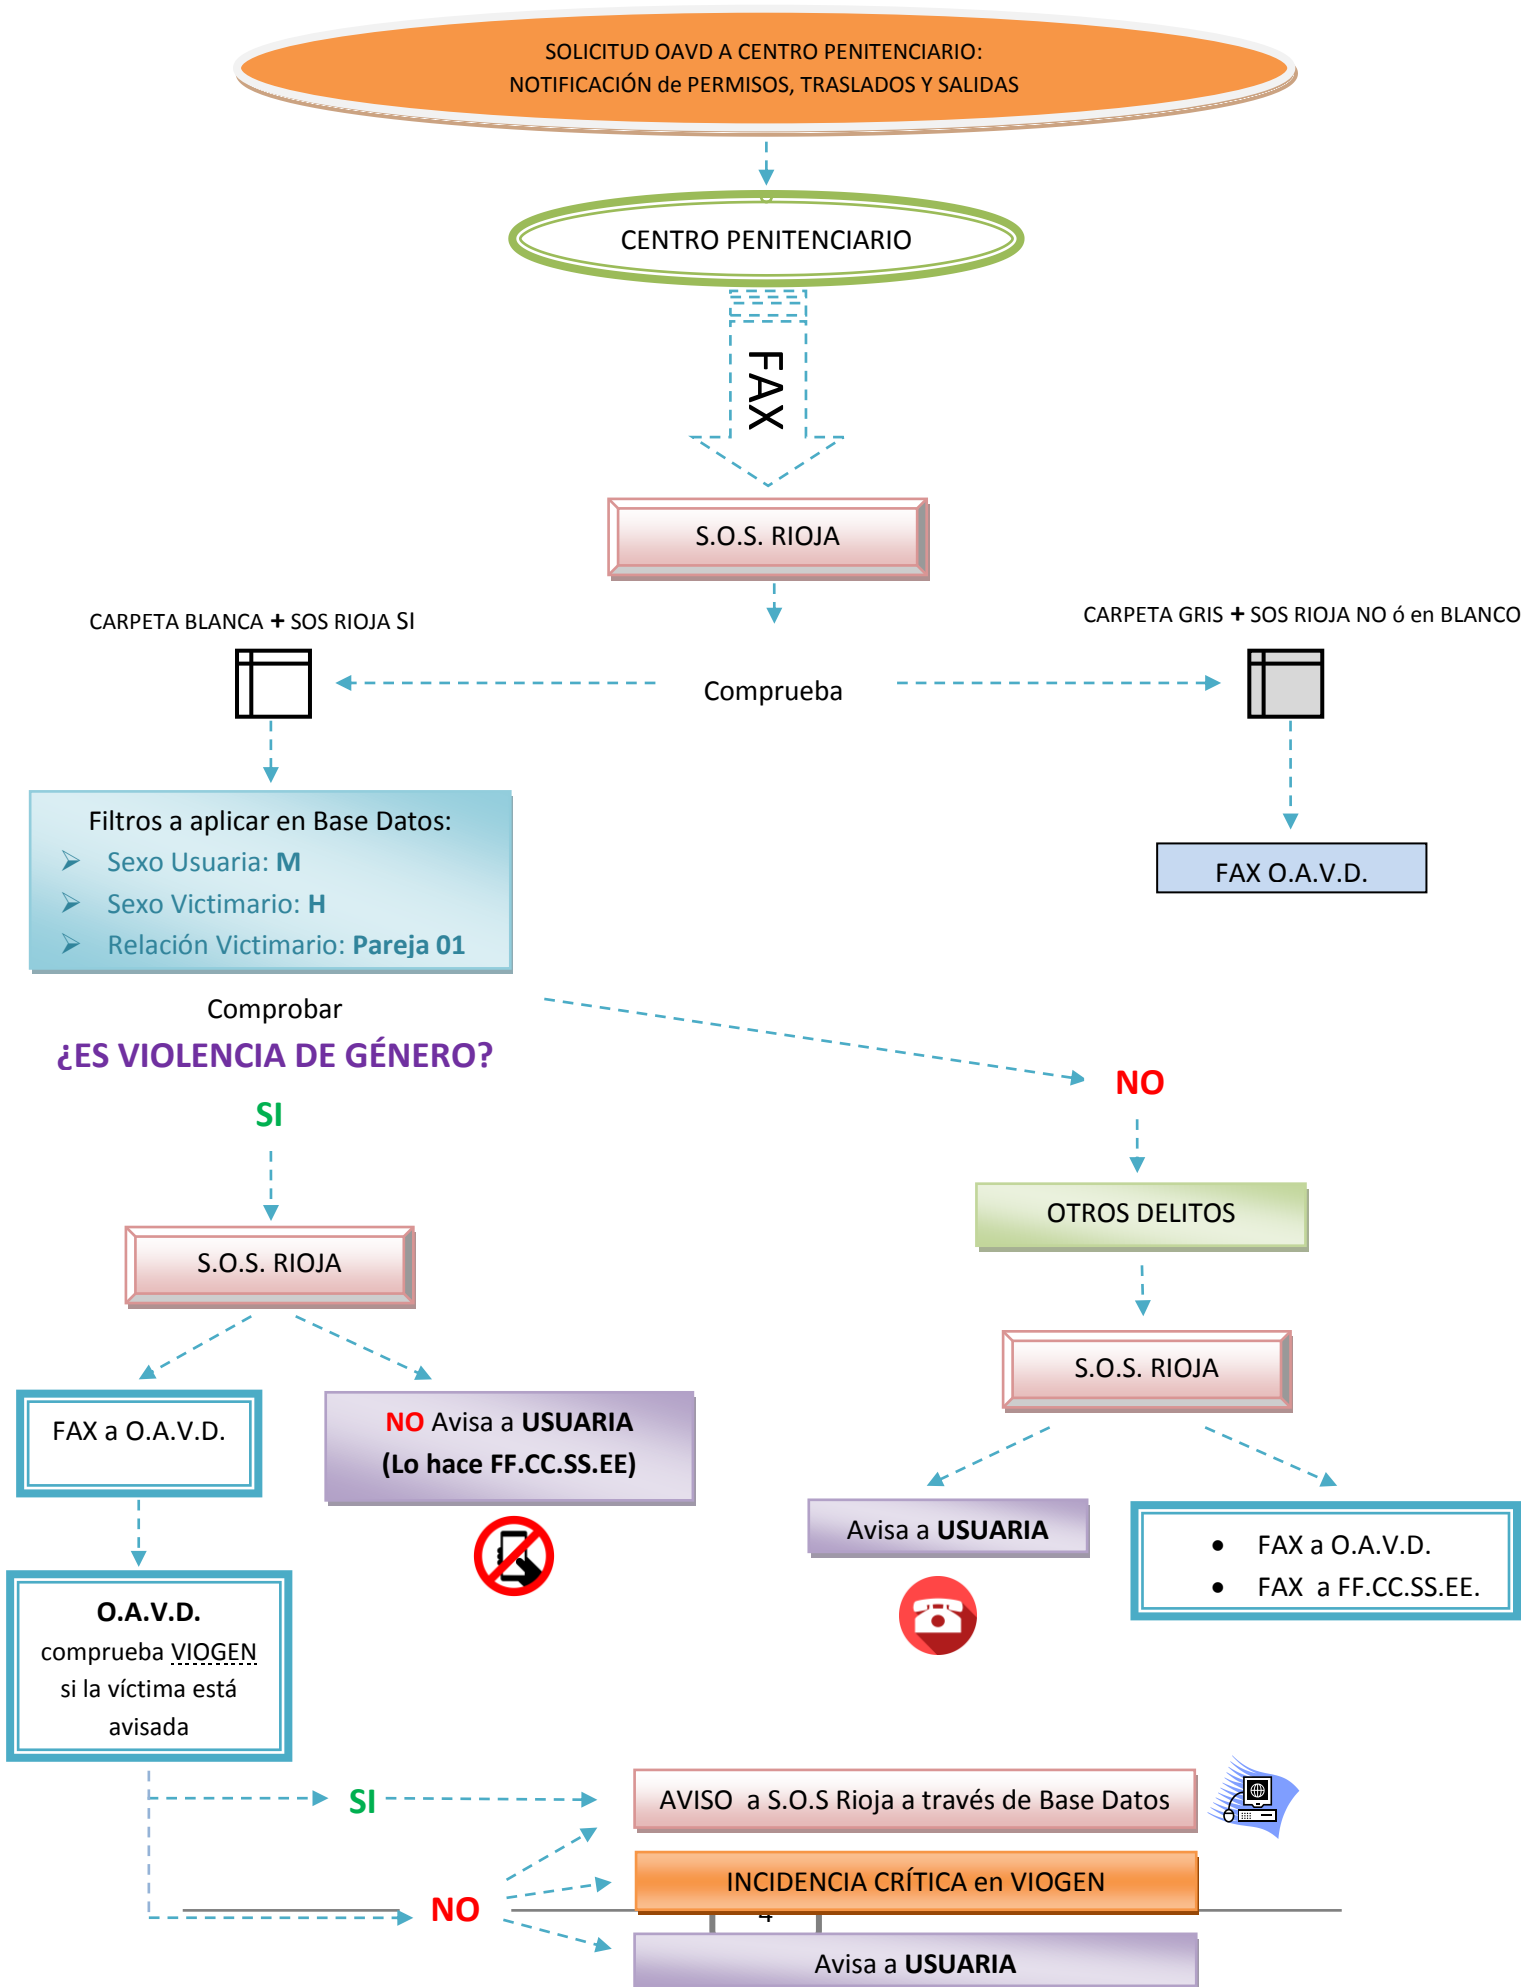 SOLICITUD OAVD A CENTRO PENITENCIARIO:
NOTIFICACIÓN de PERMISOS, TRASLADOS Y SALIDAS
CENTRO PENITENCIARIO
FAX
S.O.S. RIOJA
CARPETA BLANCA + SOS RIOJA SI
CARPETA GRIS + SOS RIOJA NO ó en BLANCO
Comprueba
Filtros a aplicar en Base Datos:
➢ Sexo Usuaria: M
➢ Sexo Victimario: H
➢ Relación Victimario: Pareja 01
FAX O.A.V.D.
Comprobar
¿ES VIOLENCIA DE GÉNERO?
SI
NO
OTROS DELITOS
S.O.S. RIOJA
S.O.S. RIOJA
FAX a O.A.V.D.
NO Avisa a USUARIA
(Lo hace FF.CC.SS.EE)
Avisa a USUARIA
• FAX a O.A.V.D.
• FAX a FF.CC.SS.EE.
O.A.V.D.
comprueba VIOGEN
si la víctima está
avisada
SI
AVISO a S.O.S Rioja a través de Base Datos
INCIDENCIA CRÍTICA en VIOGEN
NO
4
Avisa a USUARIA